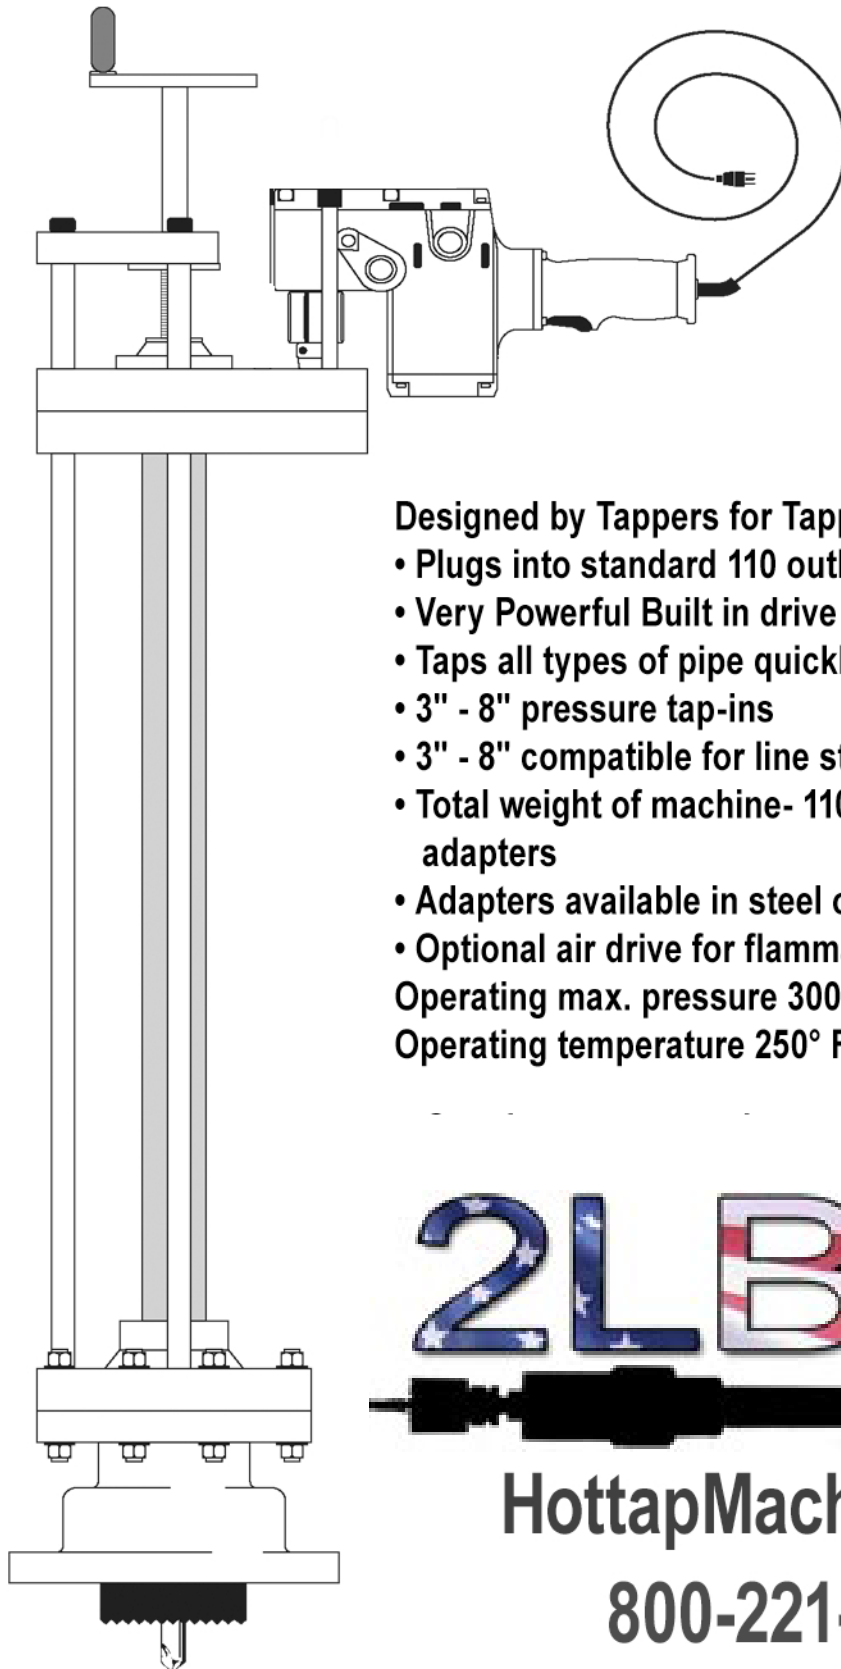 Designed by Tappers for Tapp
• Plugs into standard 110 outl
• Very Powerful Built in drive
• Taps all types of pipe quickl
• 3" - 8" pressure tap-ins
• 3" - 8" compatible for line st
• Total weight of machine- 110
adapters
• Adapters available in steel o
• Optional air drive for flamma
Operating max. pressure 300
Operating temperature 250° F
2LB
HottapMach
800-221-